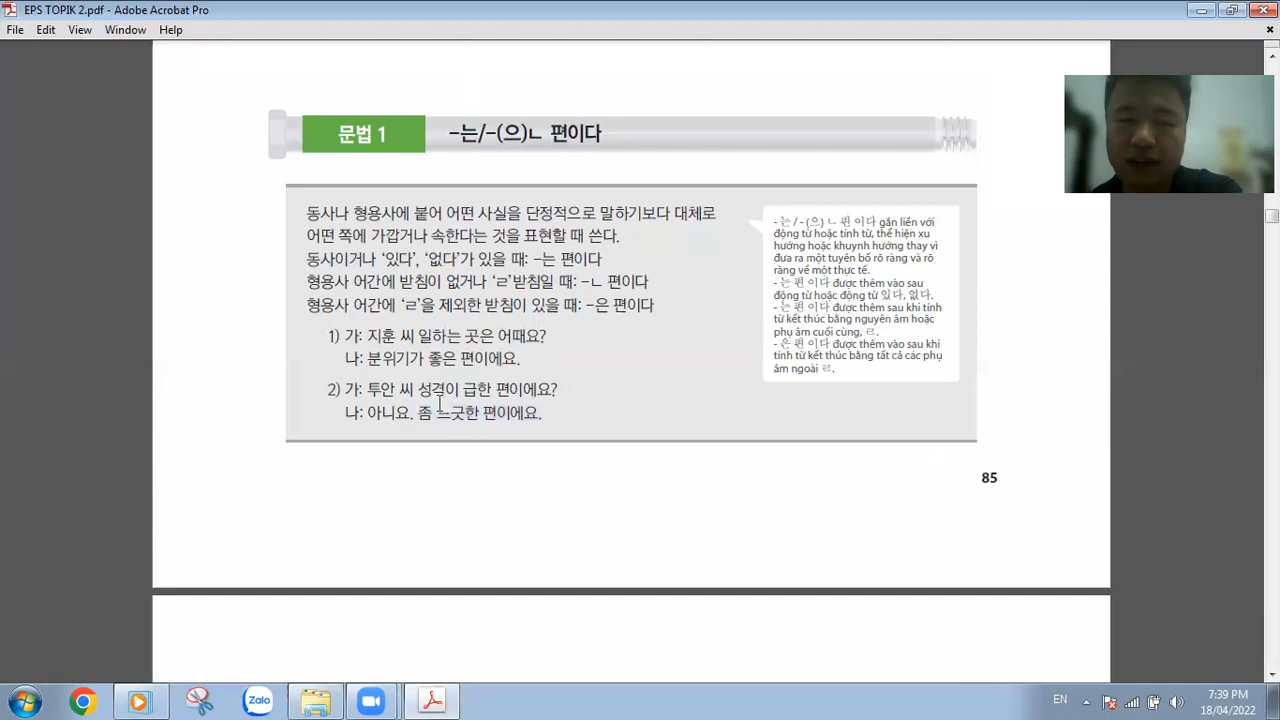 EPS TOPIK 2.pdf - Adobe Acrobat Pro
File Edit View Window Help
문법 1 -는/-(으)ㄴ 편이다
동사나 형용사에 붙어 어떤 사실을 단정적으로 말하기보다 대체로
어떤 쪽에 가깝거나 속한다는 것을 표현할 때 쓴다.
동사이거나 ‘있다’, ‘없다’가 있을 때: -는 편이다
형용사 어간에 받침이 없거나 ‘ㄹ’받침일 때: -ㄴ 편이다
형용사 어간에 ‘ㄹ’을 제외한 받침이 있을 때: -은 편이다
1) 가: 지훈 씨 일하는 곳은 어때요?
나: 분위기가 좋은 편이에요.
2) 가: 투안 씨 성격이 급한 편이에요?
나: 아니요. 좀 느긋한 편이에요.
- 는 / - (으) ㄴ 편 이다 gắn liền với
động từ hoặc tính từ, thể hiện xu
hướng hoặc khuynh hướng thay vì
đưa ra một tuyên bố rõ ràng và rõ
ràng về một thực tế.
- 는 편 이다 được thêm vào sau
động từ hoặc động từ 있다, 없다.
- 는 편 이다 được thêm sau khi tính
từ kết thúc bằng nguyên âm hoặc
phụ âm cuối cùng, ㄹ.
- 은 편 이다 được thêm vào sau khi
tính từ kết thúc bằng tất cả các phụ
âm ngoài ㄹ.
85
Zalo
EN
7:39 PM
18/04/2022